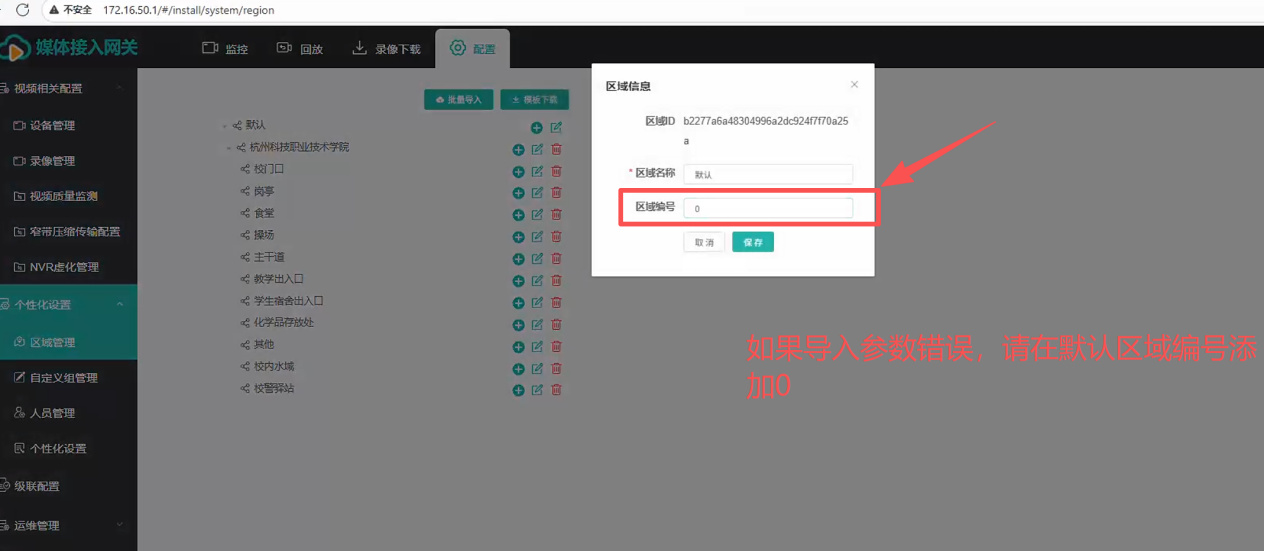 不安全 172.16.50.1/#/install/system/region
媒体接入网关
监控
回放
录像下载
配置
视频相关配置
设备管理
录像管理
视频质量监测
窄带压缩传输配置
NVR虚化管理
个性化设置
区域管理
自定义组管理
人员管理
个性化设置
级联配置
运维管理
批量导入
模板下载
默认
杭州科技职业技术学院
校门口
岗亭
食堂
操场
主干道
教学出入口
学生宿舍出入口
化学品存放处
其他
校内水域
校警驿站
区域信息
区域ID b2277a6a48304996a2dc924f7f70a25
a
* 区域名称 默认
区域编号 0
取消 保存
如果导入参数错误，请在默认区域编号添
加0